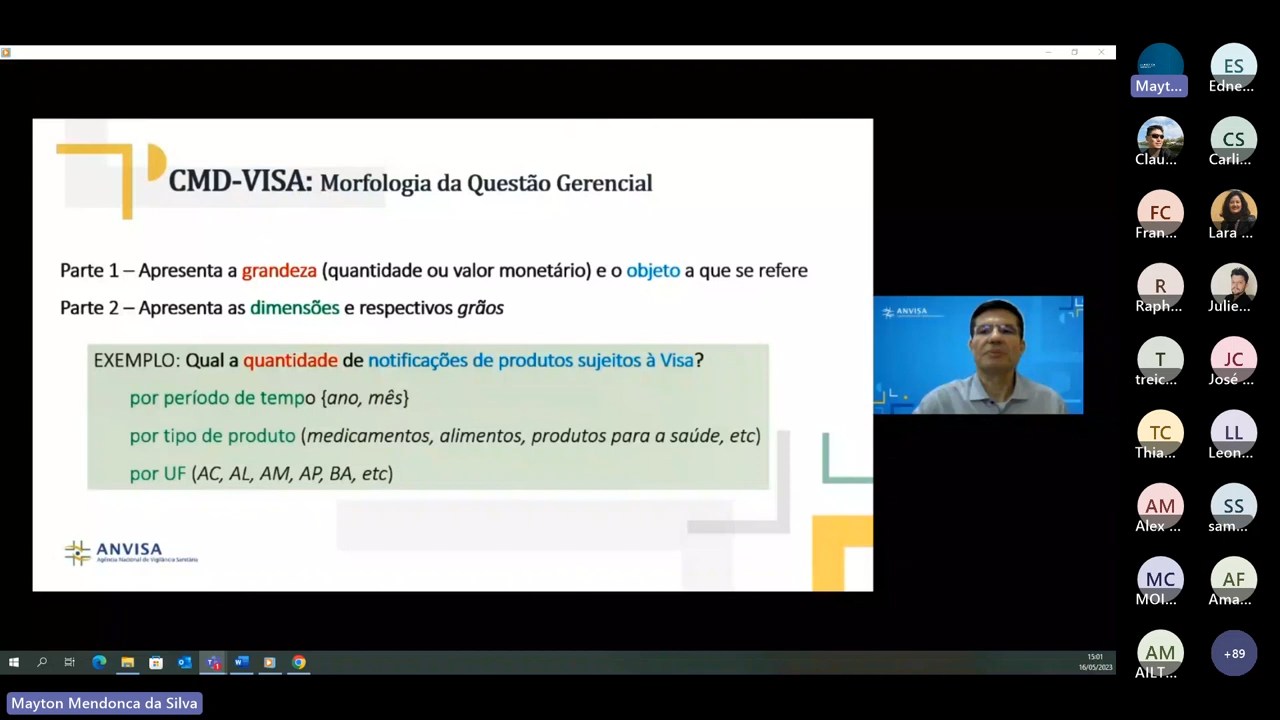 CMD-VISA: Morfologia da Questão Gerencial
Parte 1 – Apresenta a grandeza (quantidade ou valor monetário) e o objeto a que se refere
Parte 2 – Apresenta as dimensões e respectivos grãos
EXEMPLO: Qual a quantidade de notificações de produtos sujeitos à Visa?
por período de tempo {ano, mês}
por tipo de produto (medicamentos, alimentos, produtos para a saúde, etc)
por UF (AC, AL, AM, AP, BA, etc)
ANVISA
Agência Nacional de Vigilância Sanitária
ANVISA
Mayt...
ES
Edne...
Clau...
CS
Carli...
FC
Fran...
Lara ...
R
Raph...
Julie...
T
treic...
JC
José ...
TC
Thia...
LL
Leon...
AM
Alex ...
SS
sam...
MC
MOI...
AF
Ama...
AM
AILT...
+89
15:01
16/05/2023
Mayton Mendonca da Silva